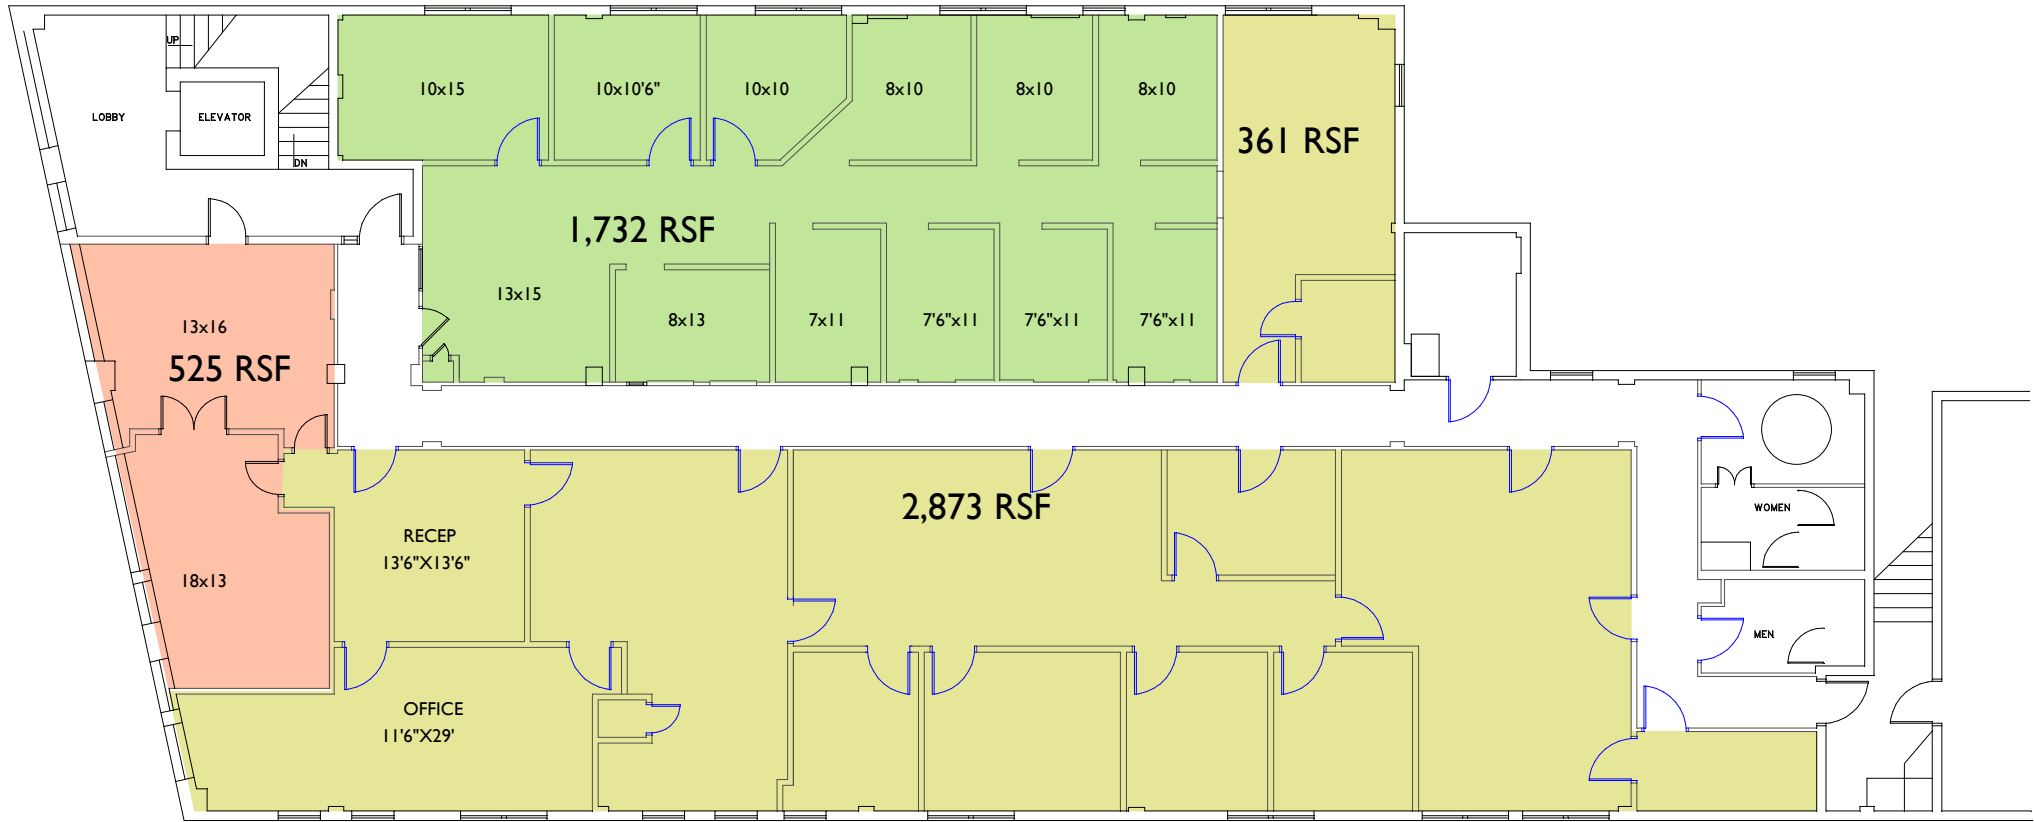 UP
10x15
10x10'6"
10x10
8x10
8x10
8x10
LOBBY
ELEVATOR
361 RSF
DN
1,732 RSF
13x15
8x13
7x11
7'6"x11
7'6"x11
7'6"x11
13x16
525 RSF
2,873 RSF
WOMEN
RECEP
13'6"X13'6"
18x13
MEN
OFFICE
11'6"X29'